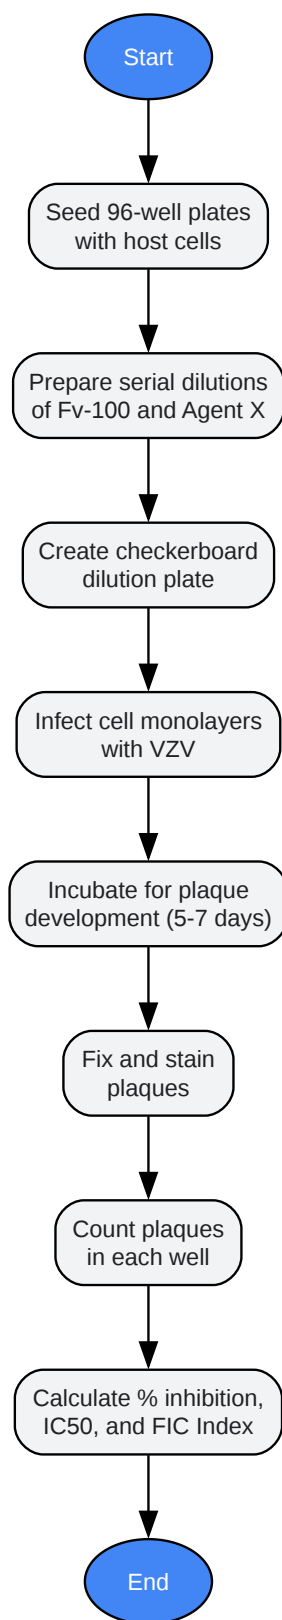 Start
Seed 96-well plates
with host cells
Prepare serial dilutions
of Fv-100 and Agent X
Create checkerboard
dilution plate
Infect cell monolayers
with VZV
Incubate for plaque
development (5-7 days)
Fix and stain
plaques
Count plaques
in each well
Calculate % inhibition,
IC50, and FIC Index
End